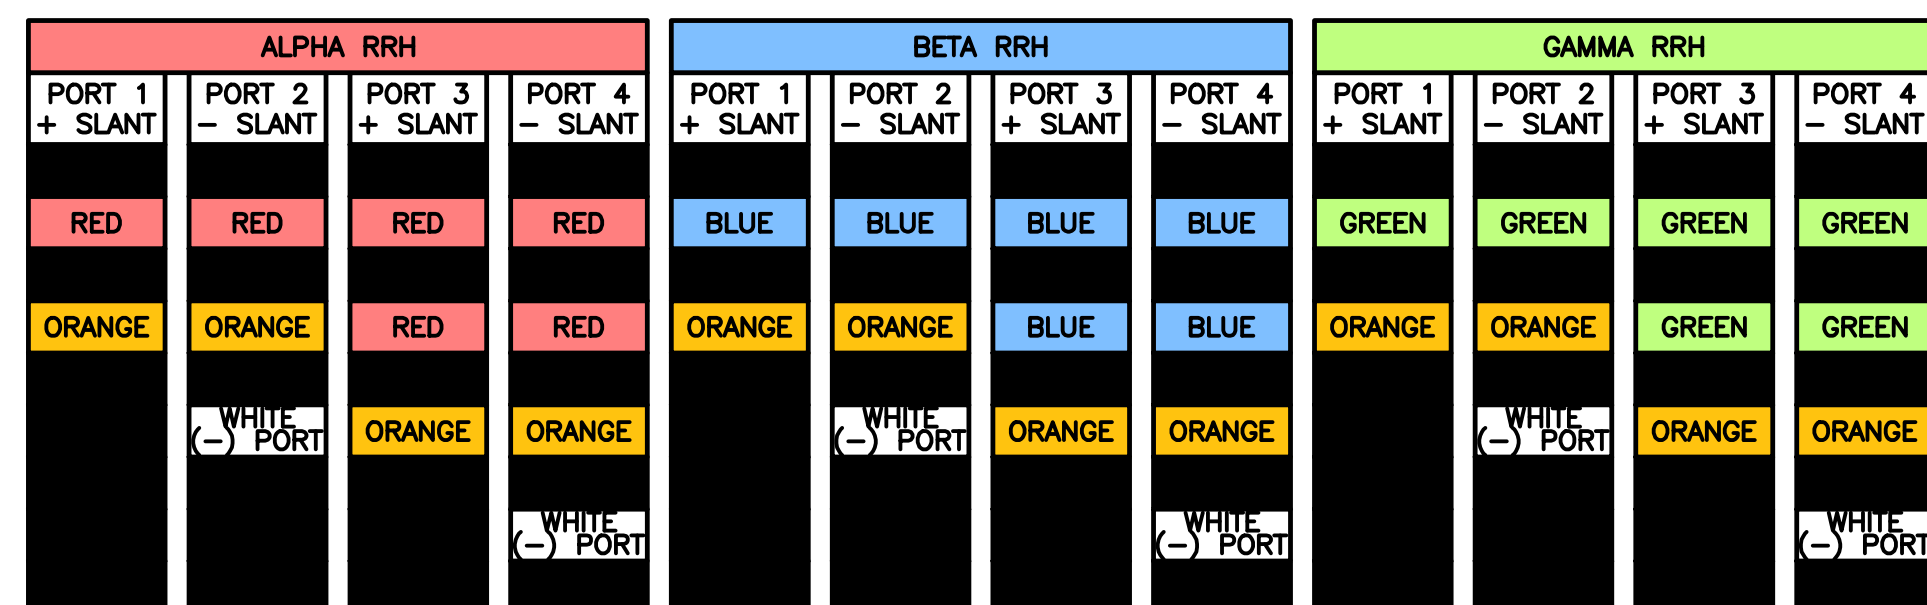 ALPHA RRH BETA RRH GAMMA RRH
PORT 1 PORT 2 PORT 3 PORT 4 PORT 1 PORT 2 PORT 3 PORT 4 PORT 1 PORT 2 PORT 3 PORT 4
+ SLANT - SLANT + SLANT - SLANT + SLANT - SLANT + SLANT - SLANT + SLANT - SLANT + SLANT - SLANT
RED RED RED RED BLUE BLUE BLUE BLUE GREEN GREEN GREEN GREEN
ORANGE ORANGE RED RED ORANGE ORANGE BLUE BLUE ORANGE ORANGE GREEN GREEN
WHITE WHITE WHITE
(-) PORT ORANGE ORANGE (-) PORT ORANGE ORANGE (-) PORT ORANGE ORANGE
WHITE WHITE WHITE
(-) PORT (-) PORT (-) PORT